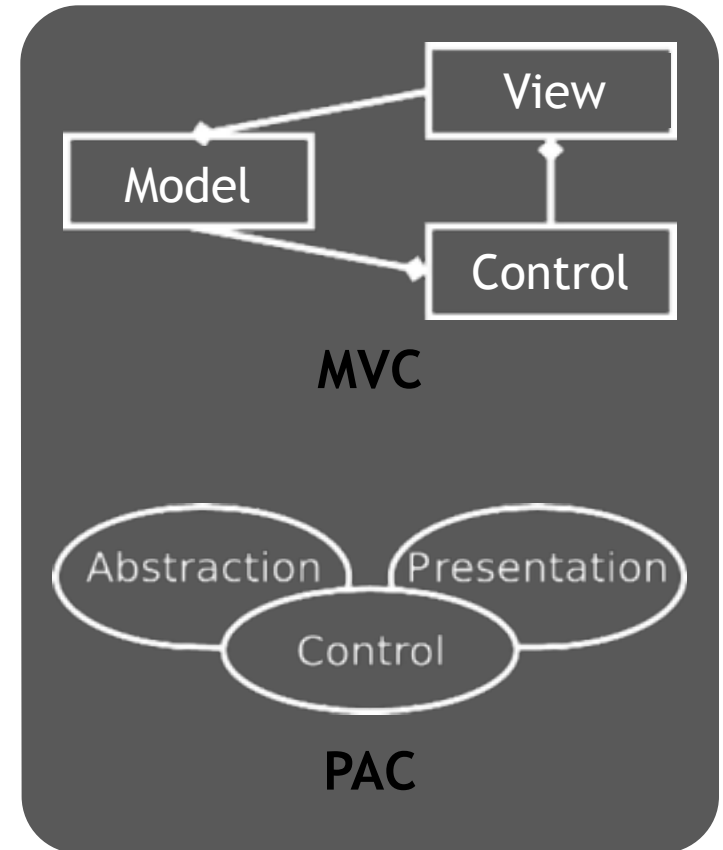 View
Model
Control
MVC
Abstraction
Presentation
Control
PAC